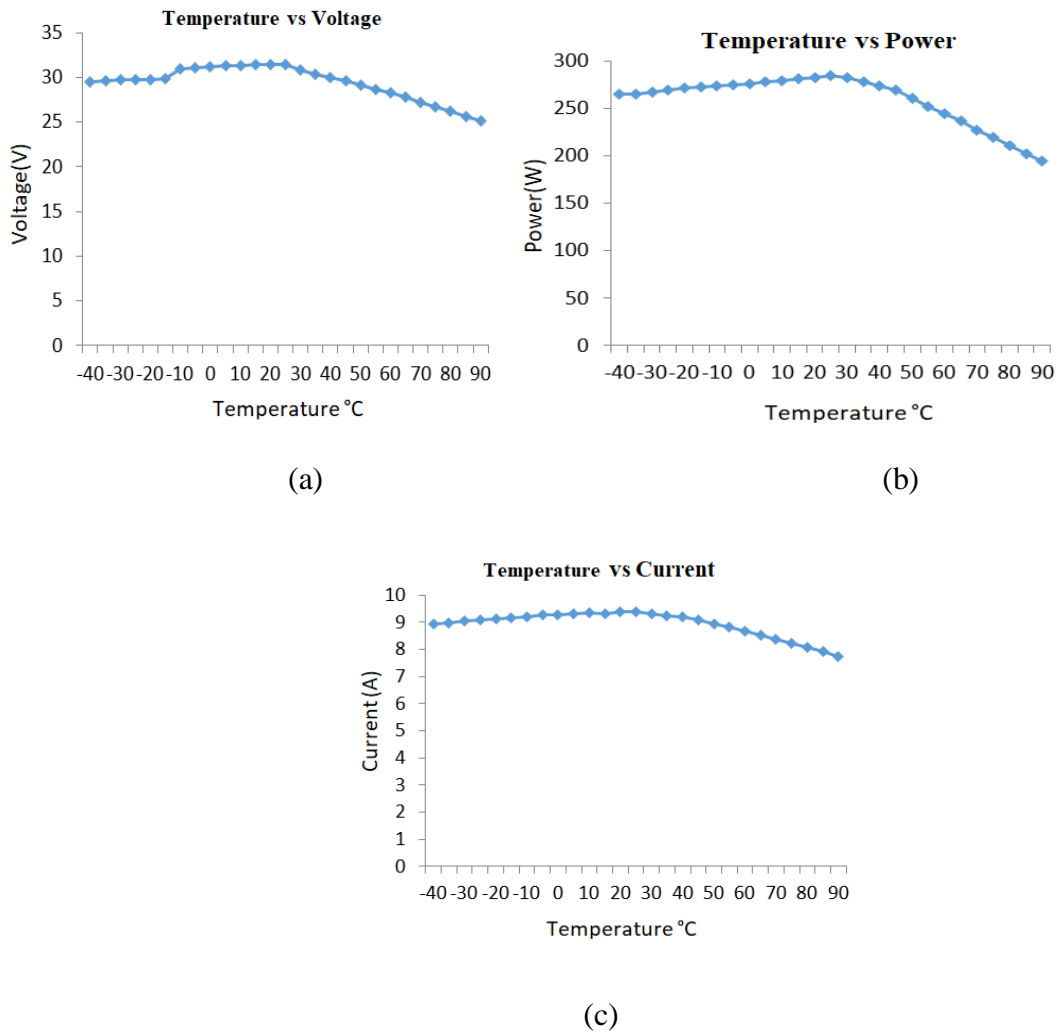 Temperature vs Voltage
35
30
25
20
15
10
5
0
Voltage(V)
-40 -30 -20 -10 0 10 20 30 40 50 60 70 80 90
Temperature °C
(a)
Temperature vs Power
300
250
200
150
100
50
0
Power(W)
-40 -30 -20 -10 0 10 20 30 40 50 60 70 80 90
Temperature °C
(b)
Temperature vs Current
10
9
8
7
6
5
4
3
2
1
0
Current (A)
-40 -30 -20 -10 0 10 20 30 40 50 60 70 80 90
Temperature °C
(c)